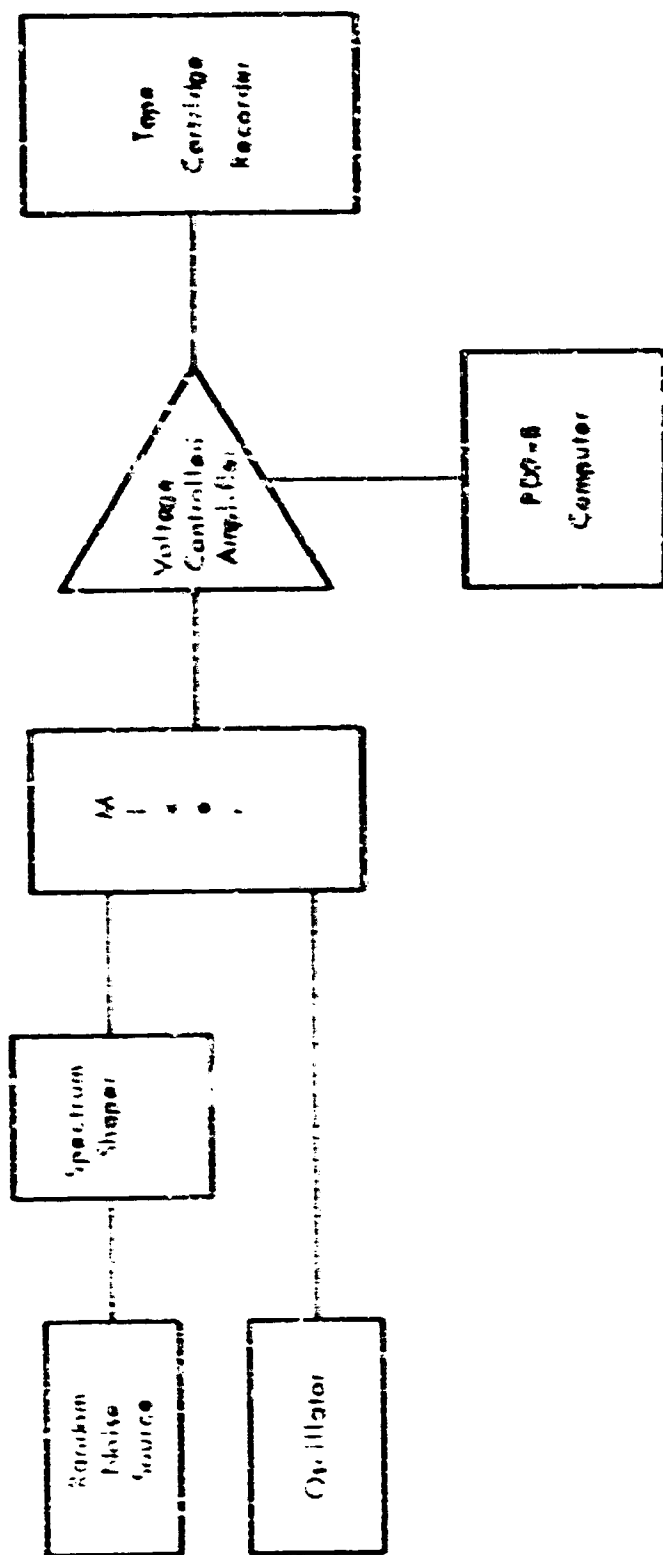 Random
Noise
Source
Spectrum
Shaper
Oscillator
M
i
x
e
r
Voltage
Controlled
Amplifier
PDP-8
Computer
Tape
Cartridge
Recorder